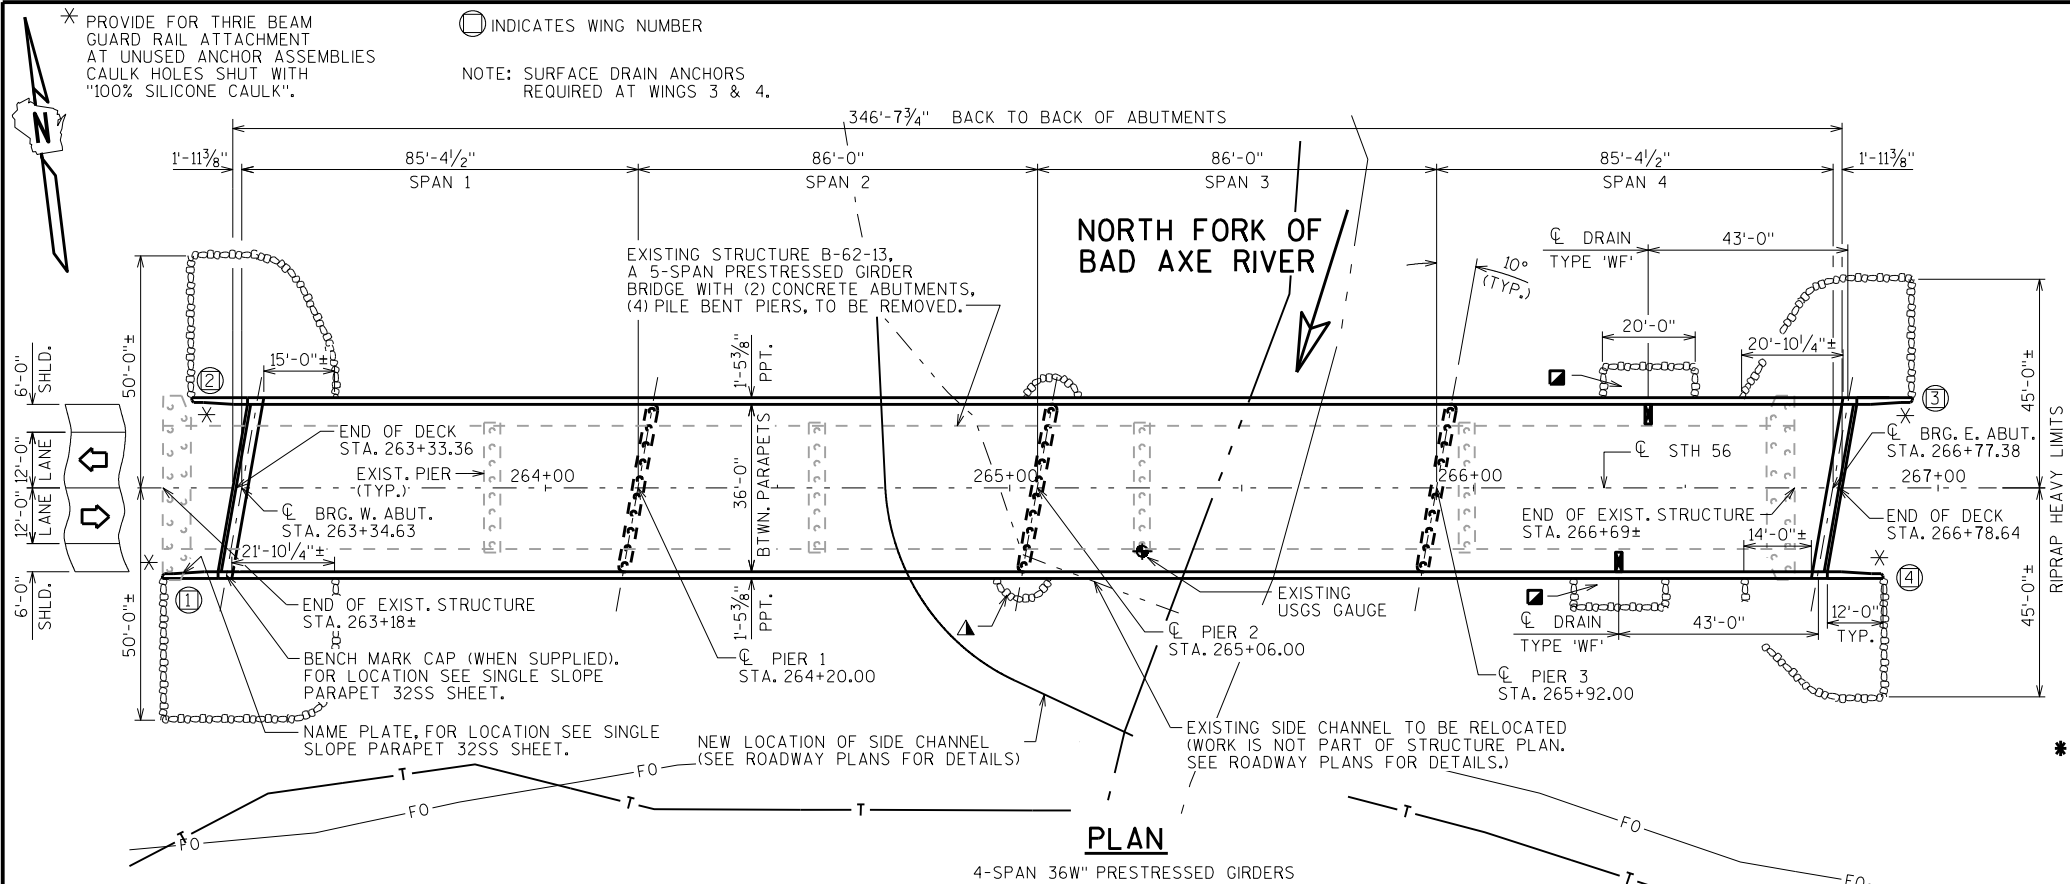 * PROVIDE FOR THRIE BEAM
GUARD RAIL ATTACHMENT
AT UNUSED ANCHOR ASSEMBLIES
CAULK HOLES SHUT WITH
"100% SILICONE CAULK".
INDICATES WING NUMBER
NOTE: SURFACE DRAIN ANCHORS
REQUIRED AT WINGS 3 & 4.
N
346'-7¾" BACK TO BACK OF ABUTMENTS
1'-11⅜"
85'-4½"
SPAN 1
86'-0"
SPAN 2
86'-0"
SPAN 3
85'-4½"
SPAN 4
1'-11⅜"
NORTH FORK OF
BAD AXE RIVER
EXISTING STRUCTURE B-62-13,
A 5-SPAN PRESTRESSED GIRDER
BRIDGE WITH (2) CONCRETE ABUTMENTS,
(4) PILE BENT PIERS, TO BE REMOVED.
10°
(TYP.)
℄ DRAIN
TYPE 'WF'
43'-0"
20'-0"
20'-10¼"±
45'-0"±
45'-0"±
RIPRAP HEAVY LIMITS
6'-0"
SHLD.
12'-0"
LANE
12'-0"
LANE
6'-0"
SHLD.
50'-0"±
50'-0"±
15'-0"±
2
*
1'-5⅜"
PPT.
36'-0"
BTWN. PARAPETS
1'-5⅜"
PPT.
3
*
END OF DECK
STA. 263+33.36
EXIST. PIER
(TYP.)
264+00
265+00
266+00
267+00
℄ STH 56
℄ BRG. E. ABUT.
STA. 266+77.38
℄ BRG. W. ABUT.
STA. 263+34.63
END OF EXIST. STRUCTURE
STA. 266+69±
END OF DECK
STA. 266+78.64
21'-10¼"±
14'-0"±
*
1
*
4
END OF EXIST. STRUCTURE
STA. 263+18±
EXISTING
USGS GAUGE
℄ DRAIN
TYPE 'WF'
43'-0"
12'-0"
TYP.
BENCH MARK CAP (WHEN SUPPLIED).
FOR LOCATION SEE SINGLE SLOPE
PARAPET 32SS SHEET.
℄ PIER 1
STA. 264+20.00
℄ PIER 2
STA. 265+06.00
℄ PIER 3
STA. 265+92.00
NAME PLATE, FOR LOCATION SEE SINGLE
SLOPE PARAPET 32SS SHEET.
NEW LOCATION OF SIDE CHANNEL
(SEE ROADWAY PLANS FOR DETAILS)
EXISTING SIDE CHANNEL TO BE RELOCATED
(WORK IS NOT PART OF STRUCTURE PLAN.
SEE ROADWAY PLANS FOR DETAILS.)
*
T
FO
T
FO
T
T
FO
T
FO
T
FO
PLAN
4-SPAN 36W" PRESTRESSED GIRDERS